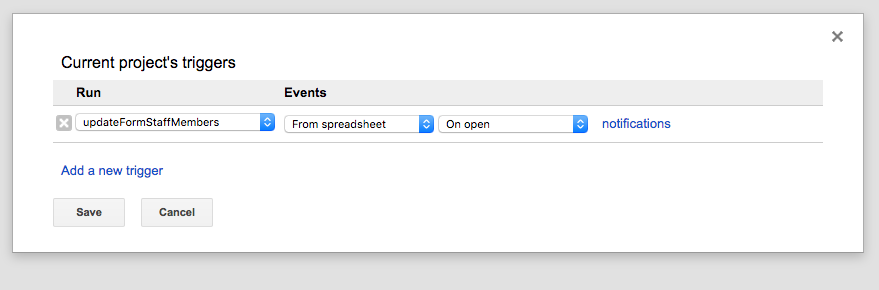 Current project's triggers
Run Events
updateFormStaffMembers From spreadsheet On open notifications
Add a new trigger
Save Cancel